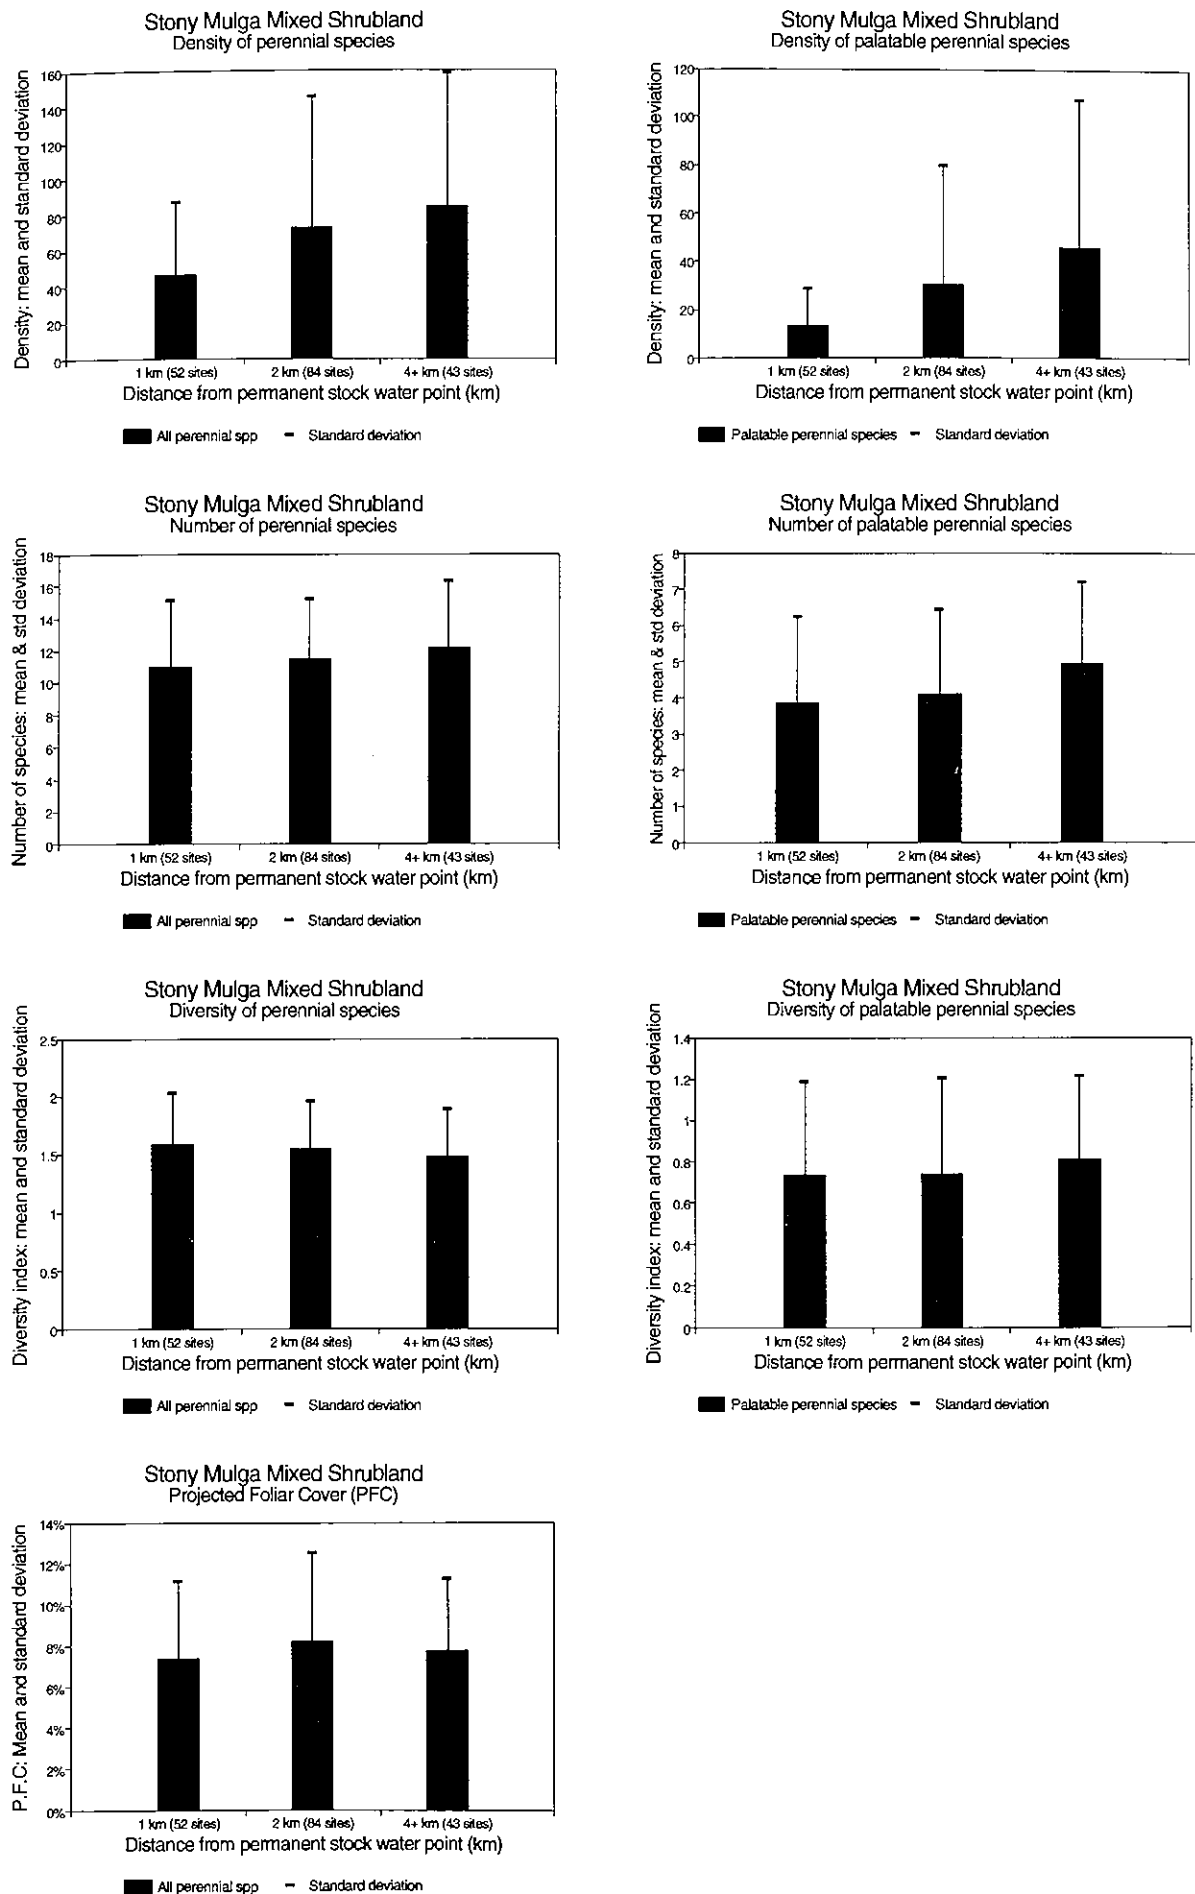 Stony Mulga Mixed Shrubland
Density of perennial species
Density: mean and standard deviation
160
140
120
100
80
60
40
20
0
1 km (52 sites)
2 km (84 sites)
4+ km (43 sites)
Distance from permanent stock water point (km)
All perennial spp
Standard deviation
Stony Mulga Mixed Shrubland
Density of palatable perennial species
Density: mean and standard deviation
120
100
80
60
40
20
0
1 km (52 sites)
2 km (84 sites)
4+ km (43 sites)
Distance from permanent stock water point (km)
Palatable perennial species
Standard deviation
Stony Mulga Mixed Shrubland
Number of perennial species
Number of species: mean & std deviation
18
16
14
12
10
8
6
4
2
0
1 km (52 sites)
2 km (84 sites)
4+ km (43 sites)
Distance from permanent stock water point (km)
All perennial spp
Standard deviation
Stony Mulga Mixed Shrubland
Number of palatable perennial species
Number of species: mean & std deviation
8
7
6
5
4
3
2
1
0
1 km (52 sites)
2 km (84 sites)
4+ km (43 sites)
Distance from permanent stock water point (km)
Palatable perennial species
Standard deviation
Stony Mulga Mixed Shrubland
Diversity of perennial species
Diversity index: mean and standard deviation
2.5
2
1.5
1
0.5
0
1 km (52 sites)
2 km (84 sites)
4+ km (43 sites)
Distance from permanent stock water point (km)
All perennial spp
Standard deviation
Stony Mulga Mixed Shrubland
Diversity of palatable perennial species
Diversity index: mean and standard deviation
1.4
1.2
1
0.8
0.6
0.4
0.2
0
1 km (52 sites)
2 km (84 sites)
4+ km (43 sites)
Distance from permanent stock water point (km)
Palatable perennial species
Standard deviation
Stony Mulga Mixed Shrubland
Projected Foliar Cover (PFC)
P.F.C: Mean and standard deviation
14%
12%
10%
8%
6%
4%
2%
0%
1 km (52 sites)
2 km (84 sites)
4+ km (43 sites)
Distance from permanent stock water point (km)
All perennial spp
Standard deviation